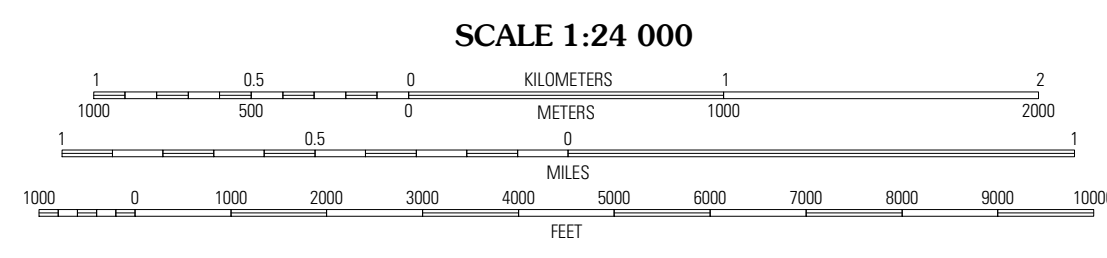 SCALE 1:24 000
1 0.5 0 KILOMETERS 1 2
1000 500 0 METERS 1000 2000
1 0.5 0 1
MILES
1000 0 1000 2000 3000 4000 5000 6000 7000 8000 9000 1000
FEET